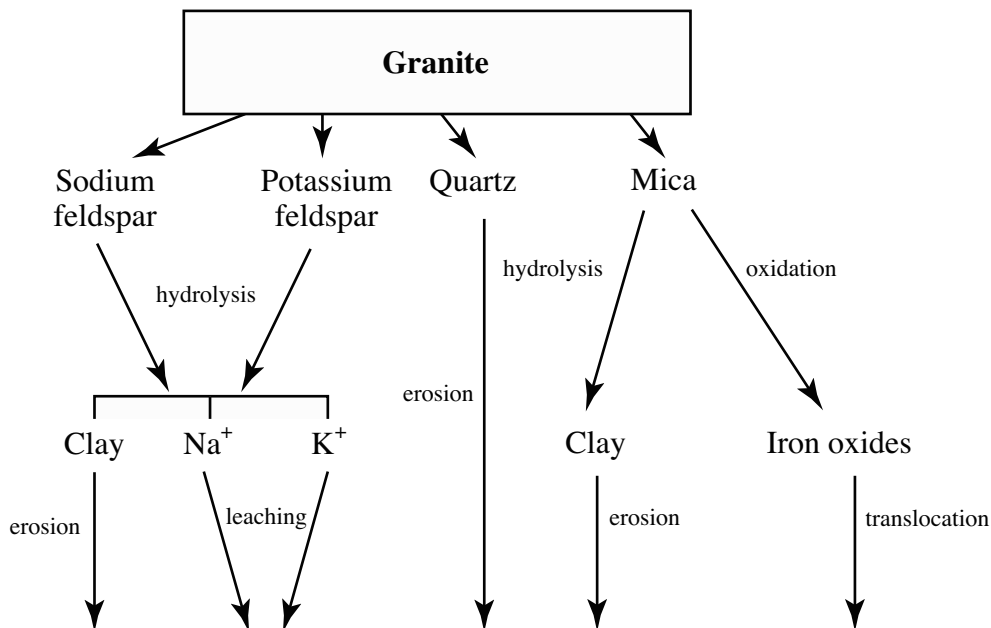 Granite
Sodium
feldspar
Potassium
feldspar
Quartz
Mica
hydrolysis
hydrolysis
oxidation
erosion
Clay
Na⁺
K⁺
Clay
Iron oxides
erosion
leaching
erosion
translocation